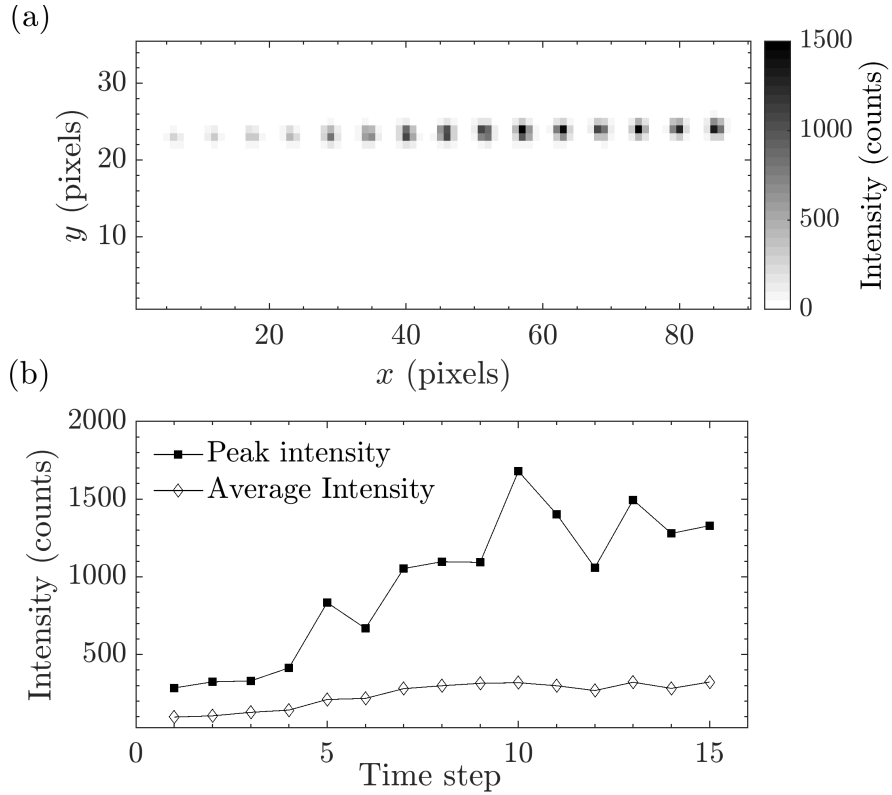 (a)
30
20
10
y (pixels)
20 40 60 80
x (pixels)
1500
1000
500
0
Intensity (counts)
(b)
2000
1500
1000
500
Intensity (counts)
Peak intensity
Average Intensity
0 5 10 15
Time step